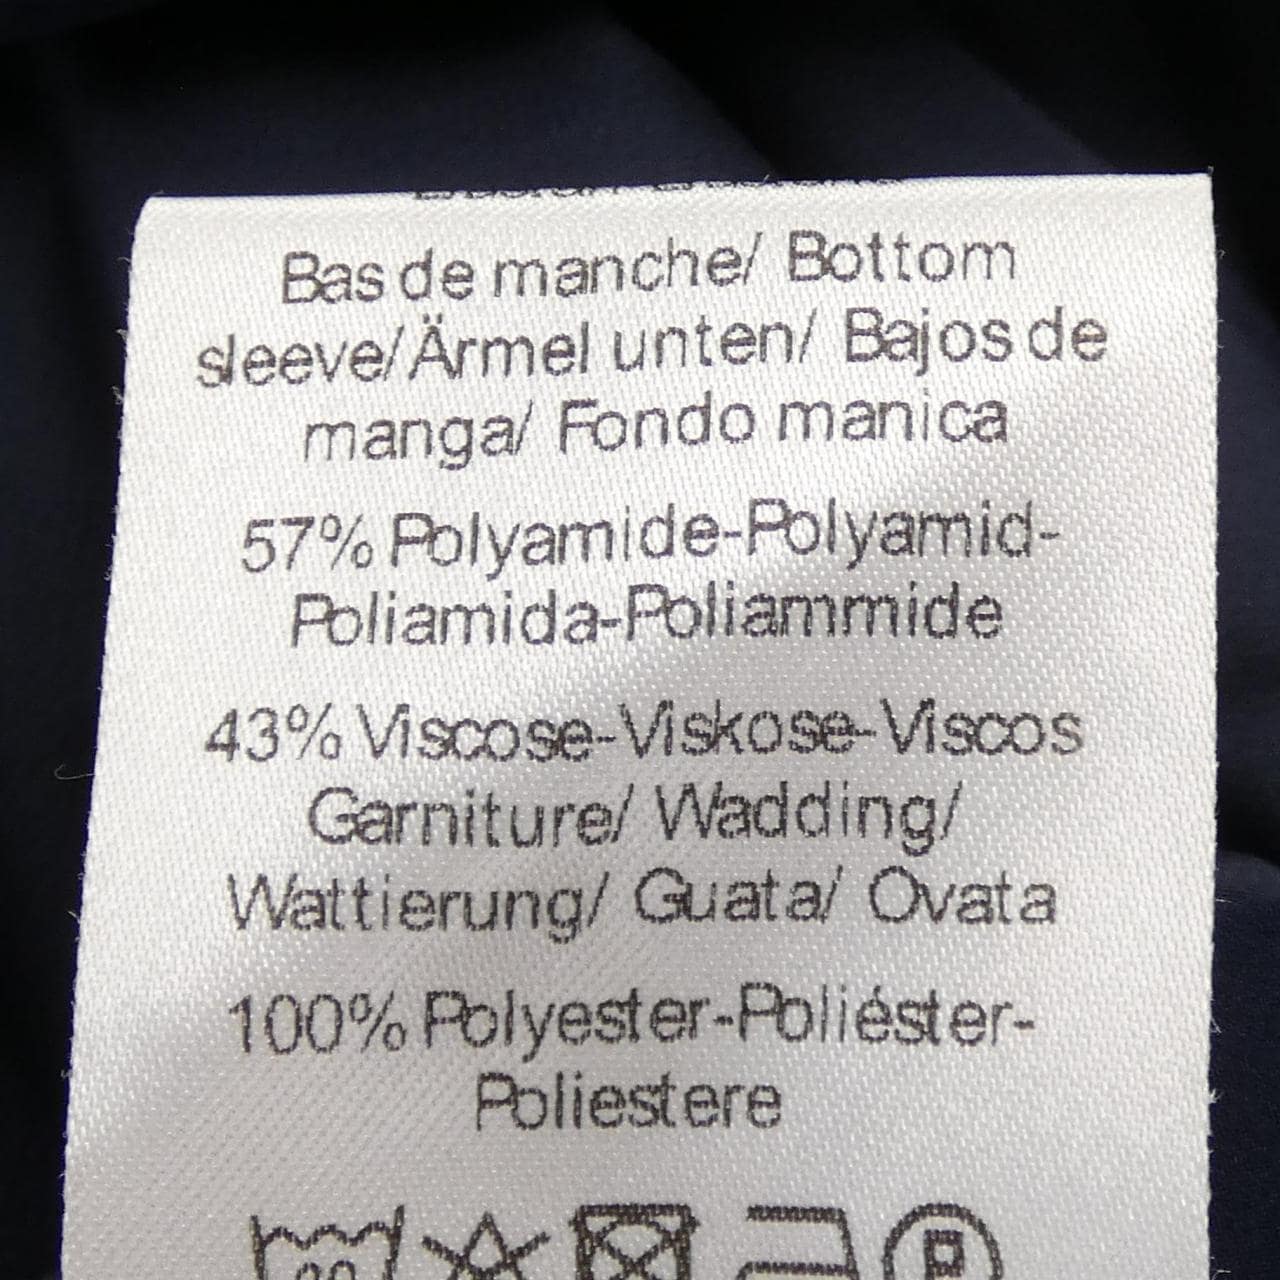 Bas de manche/ Bottom
sleeve/Ärmel unten/ Bajos de
manga/ Fondo manica
57% Polyamide-Polyamid-
Poliamida-Poliammide
43% Viscose-Viskose-Viscos
Garniture/ Wadding/
Wattierung/ Guata/ Ovata
100% Polyester-Poliéster-
Poliestere
P